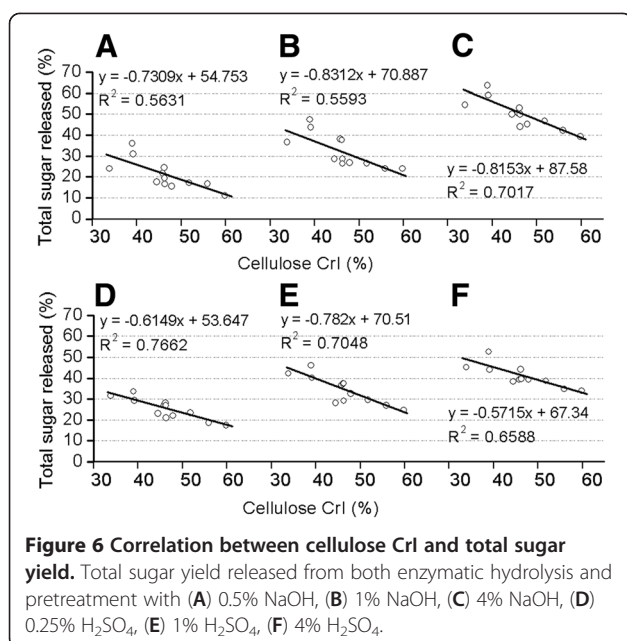 A
B
C
Total sugar released (%)
70
60
50
40
30
20
10
0
y = -0.7309x + 54.753
R² = 0.5631
y = -0.8312x + 70.887
R² = 0.5593
y = -0.8153x + 87.58
R² = 0.7017
30 40 50 60 30 40 50 60 30 40 50 60
Cellulose CrI (%)
D
E
F
Total sugar released (%)
70
60
50
40
30
20
10
0
y = -0.6149x + 53.647
R² = 0.7662
y = -0.782x + 70.51
R² = 0.7048
y = -0.5715x + 67.34
R² = 0.6588
30 40 50 60 30 40 50 60 30 40 50 60
Cellulose CrI (%)
Figure 6 Correlation between cellulose CrI and total sugar
yield. Total sugar yield released from both enzymatic hydrolysis and
pretreatment with (A) 0.5% NaOH, (B) 1% NaOH, (C) 4% NaOH, (D)
0.25% H₂SO₄, (E) 1% H₂SO₄, (F) 4% H₂SO₄.